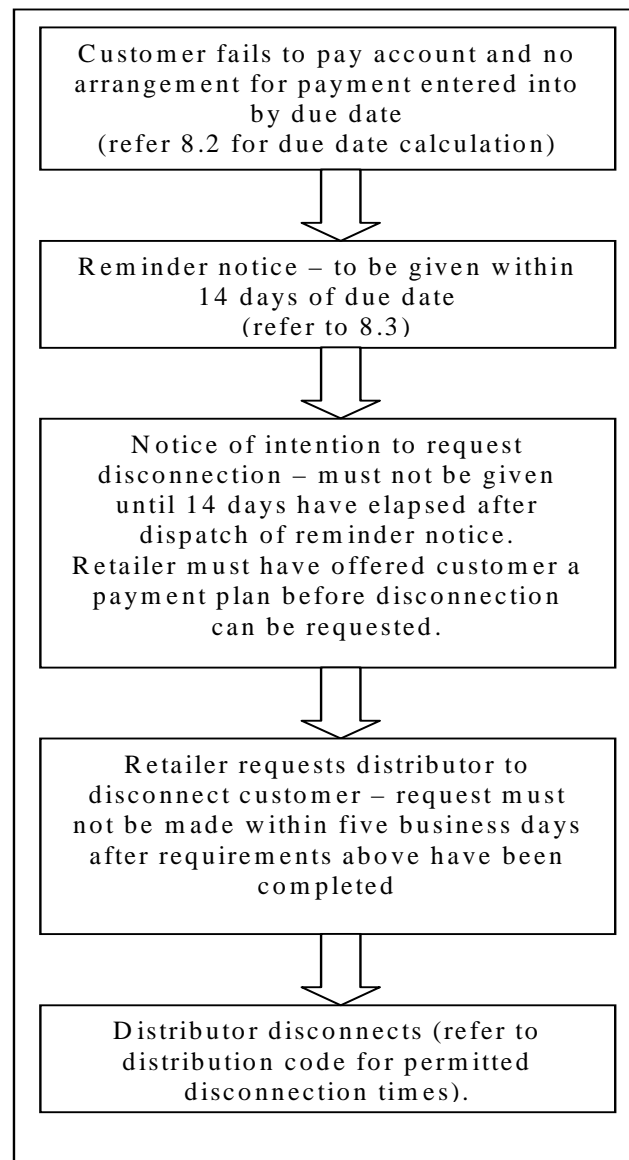 Customer fails to pay account and no
arrangement for payment entered into
by due date
(refer 8.2 for due date calculation)
Reminder notice – to be given within
14 days of due date
(refer to 8.3)
Notice of intention to request
disconnection – must not be given
until 14 days have elapsed after
dispatch of reminder notice.
Retailer must have offered customer a
payment plan before disconnection
can be requested.
Retailer requests distributor to
disconnect customer – request must
not be made within five business days
after requirements above have been
completed
Distributor disconnects (refer to
distribution code for permitted
disconnection times).